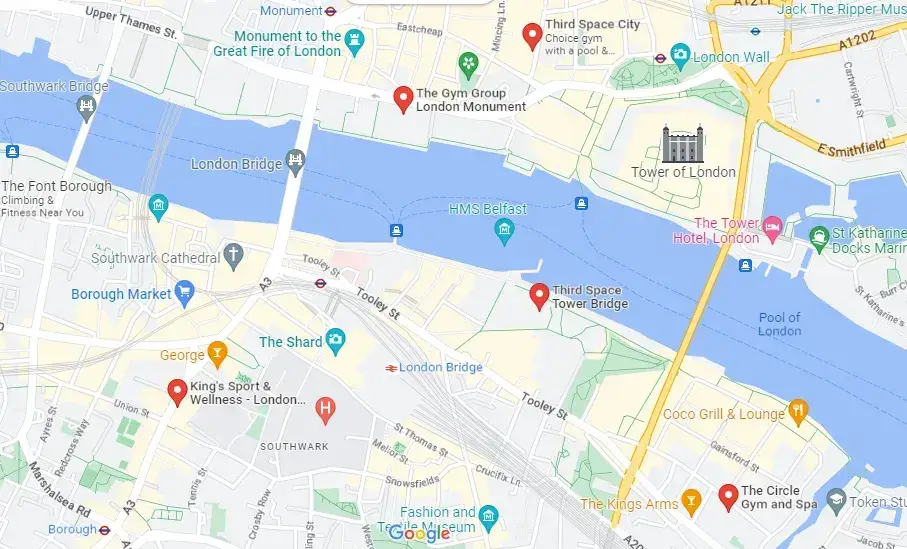 Monument
Upper Thames St.
Eastcheap
Mincing Ln
Third Space City
Choice gym
with a pool &...
A1211
Jack The Ripper Mus
A1202
Monument to the
Great Fire of London
London Wall
Cartwright St
Southwark Bridge
The Gym Group
London Monument
E Smithfield
London Bridge
Tower of London
The Font Borough
Climbing &
Fitness Near You
HMS Belfast
The Tower
Hotel, London
St Katharine
Docks Marin
Southwark Cathedral
Tooley St
A3
Borough Market
Tooley St
Third Space
Tower Bridge
Burr Cl
St Katharine's
Pool of
London
The Shard
George
London Bridge
King's Sport &
Wellness - London...
Tooley St
Coco Grill & Lounge
Union St
H
Ayres St
Redcross Way
SOUTHWARK
St Thomas St
Melior St
Gainsford St
Marshalsea Rd
Tennis St
Crosby Row
Snowsfields
Crucifix Ln.
The Kings Arms
The Circle
Gym and Spa
Token Stu
A3
Borough
Fashion and
Textile Museum
Google
Jacob St